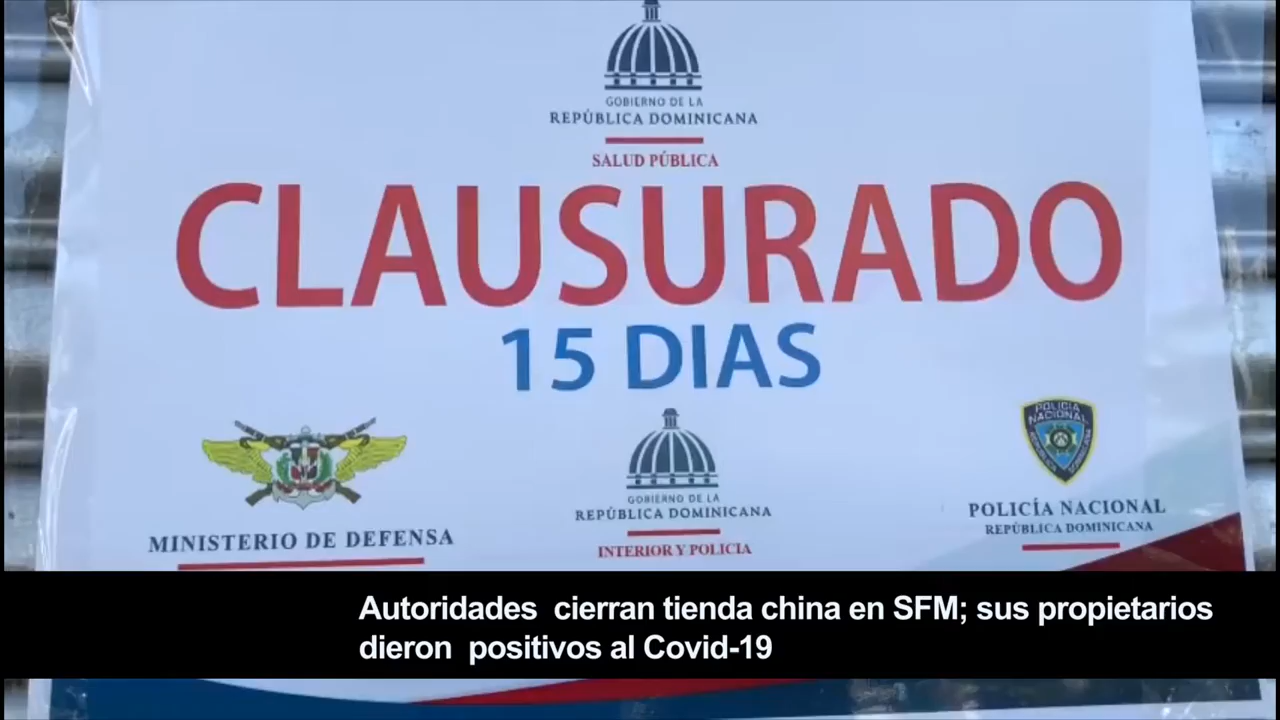 GOBIERNO DE LA
REPÚBLICA DOMINICANA
SALUD PÚBLICA
CLAUSURADO
15 DIAS
MINISTERIO DE DEFENSA
GOBIERNO DE LA
REPÚBLICA DOMINICANA
INTERIOR Y POLICIA
POLICIA
NACIONAL
REPUBLICA
DOMINICANA
POLICÍA NACIONAL
REPÚBLICA DOMINICANA
Autoridades cierran tienda china en SFM; sus propietarios
dieron positivos al Covid-19